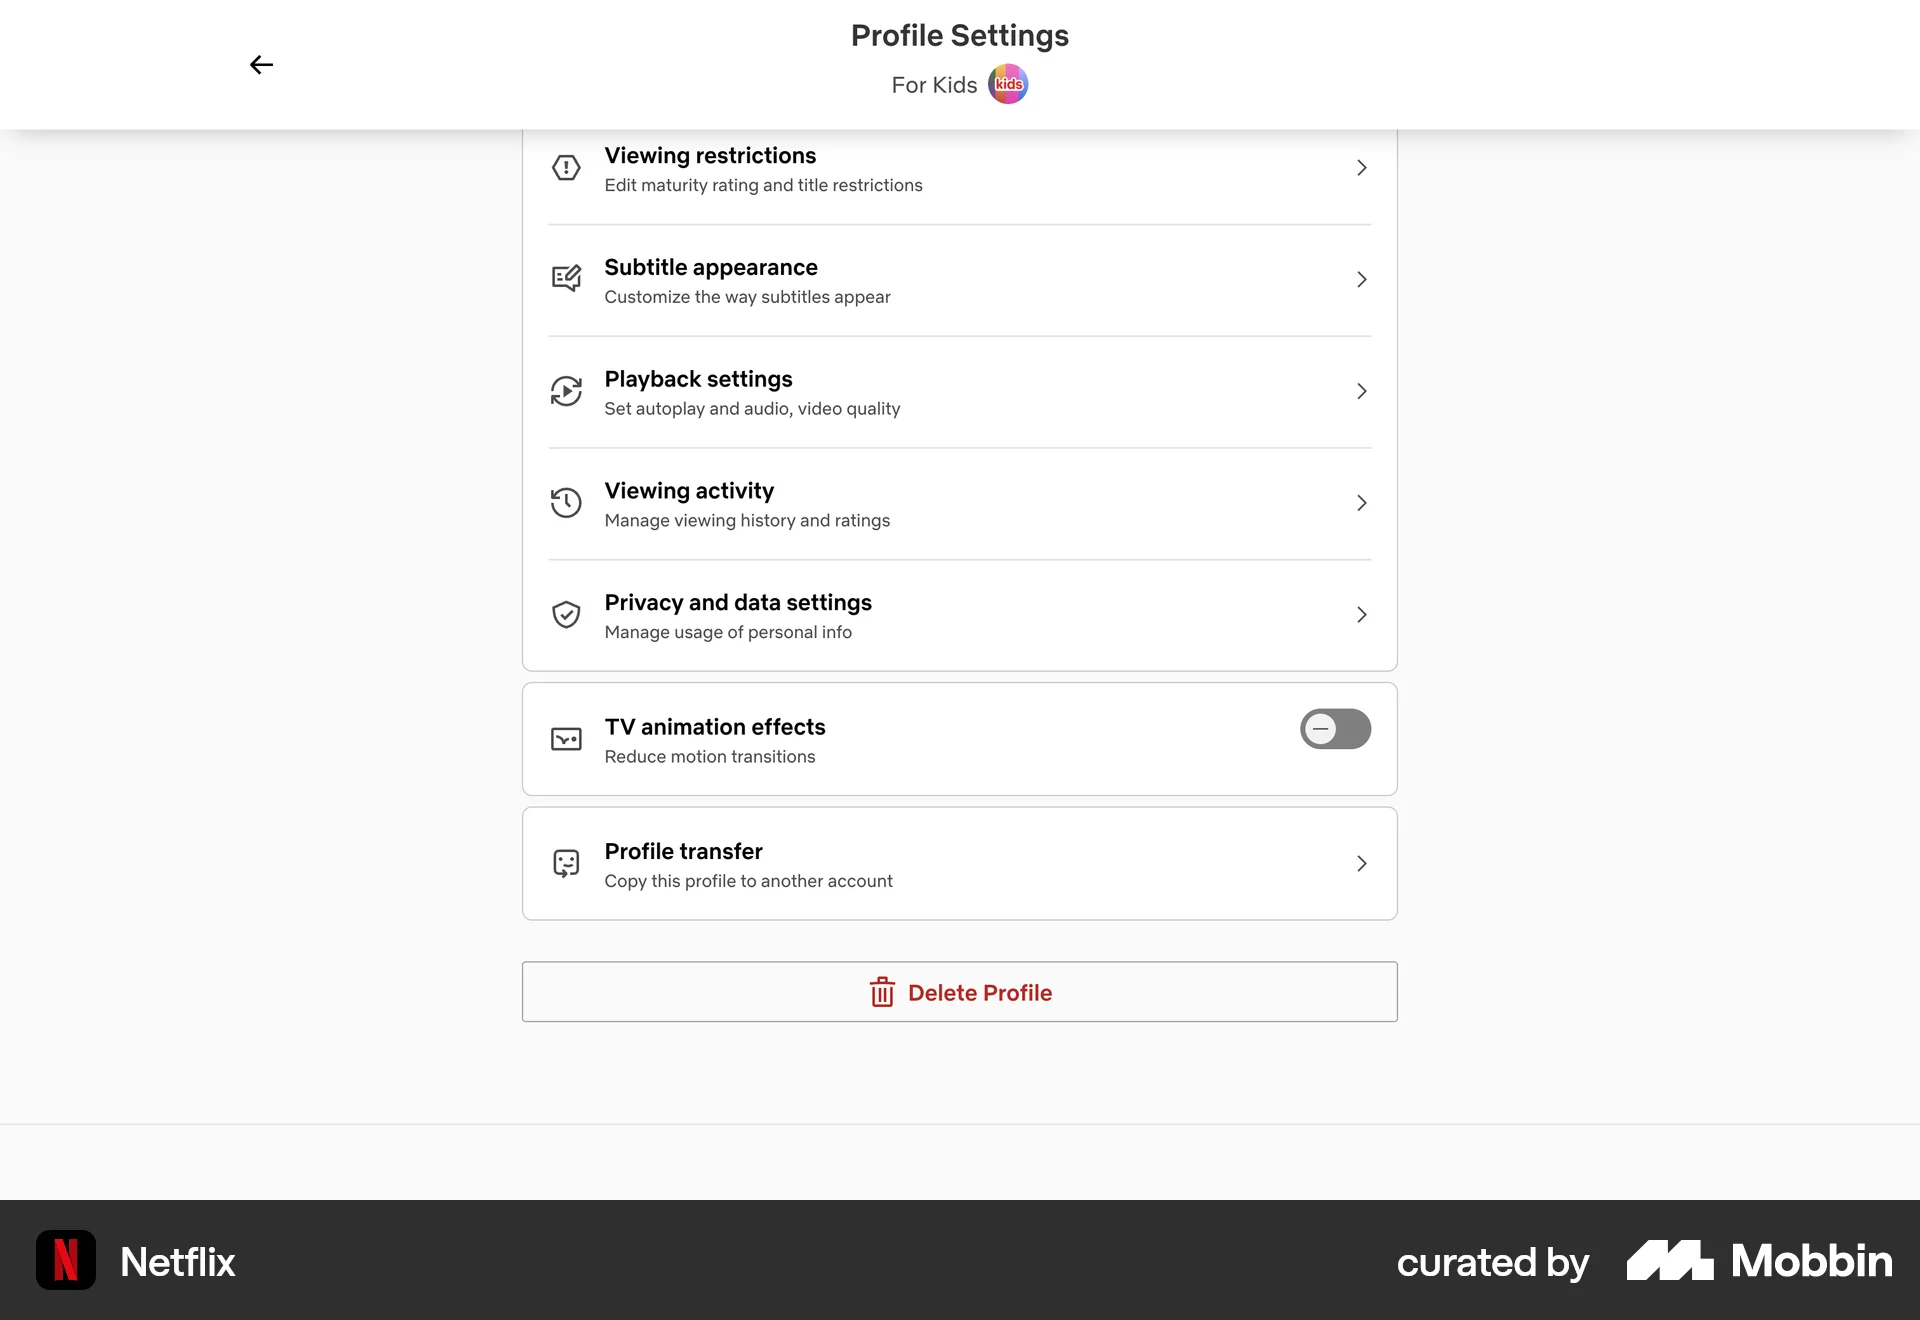 Profile Settings
For Kids
kids
Viewing restrictions
Edit maturity rating and title restrictions
Subtitle appearance
Customize the way subtitles appear
Playback settings
Set autoplay and audio, video quality
Viewing activity
Manage viewing history and ratings
Privacy and data settings
Manage usage of personal info
TV animation effects
Reduce motion transitions
Profile transfer
Copy this profile to another account
Delete Profile
N
Netflix
curated by
Mobbin